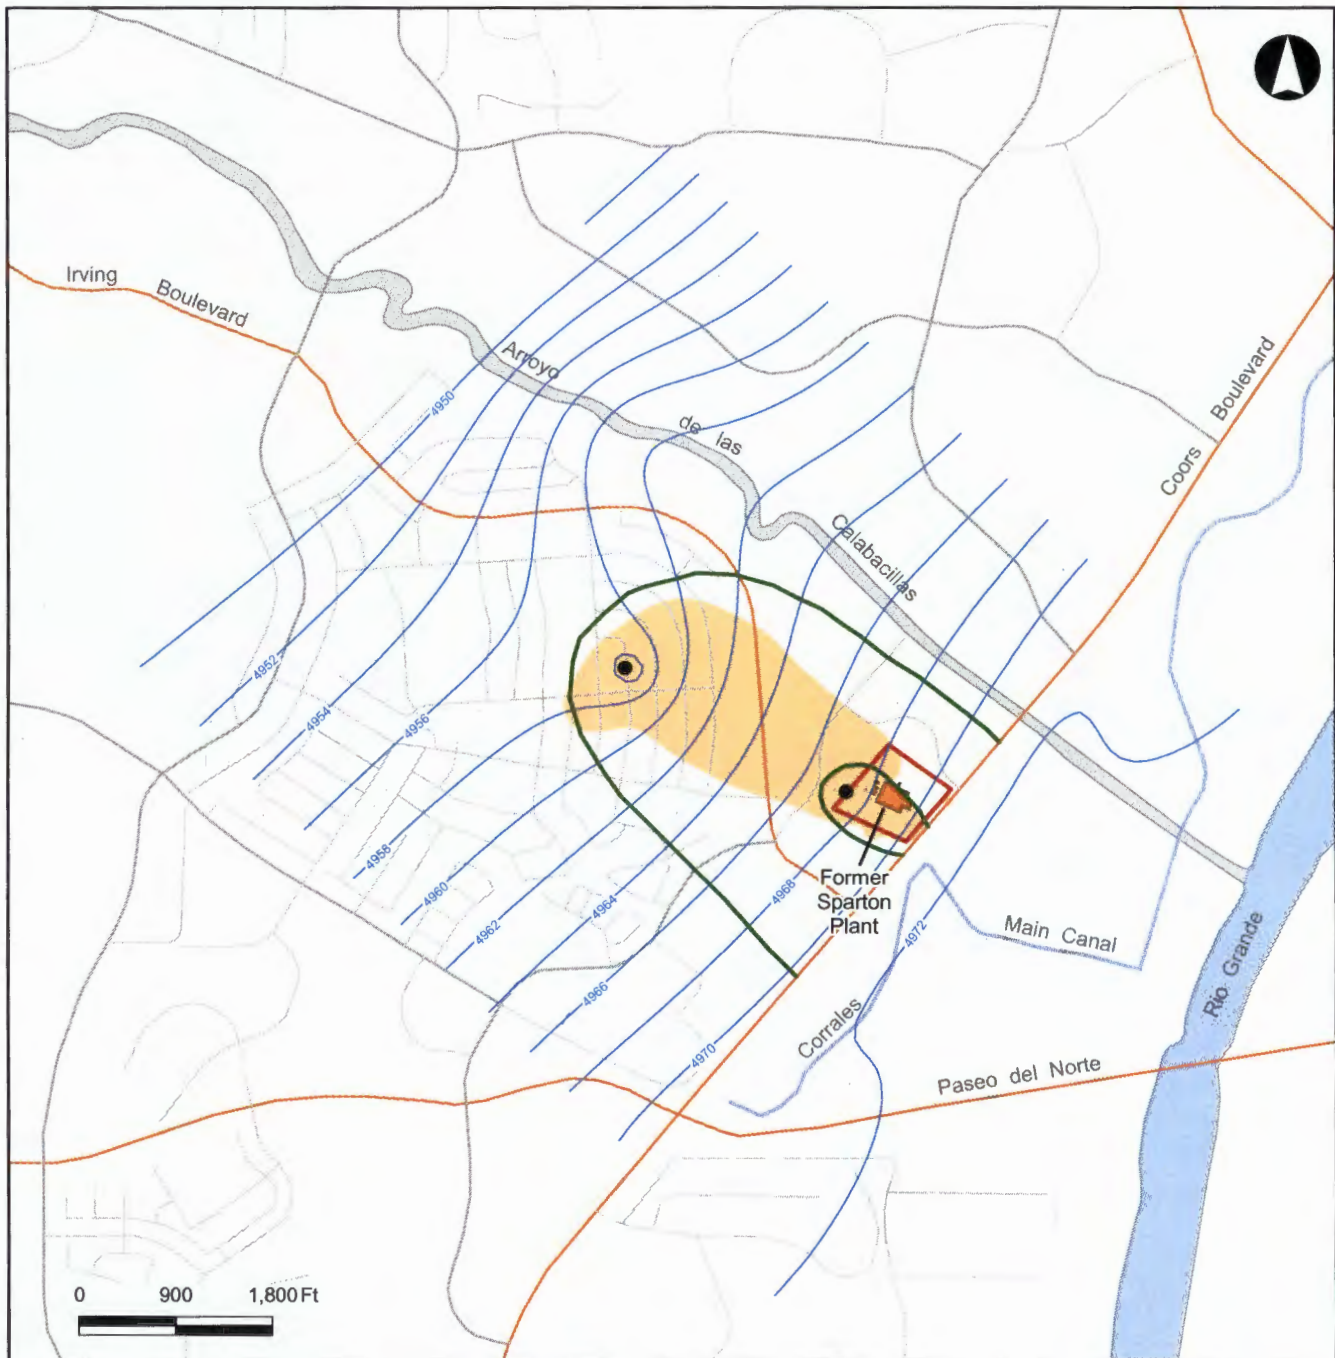 Irving Boulevard
Arroyo
de las
Calabacillas
Coors Boulevard
4950
4952
4954
4956
4958
4960
4962
4964
4966
4968
4970
4972
Former
Sparton
Plant
Main Canal
Corrales
Rio Grande
Paseo del Norte
0 900 1,800 Ft